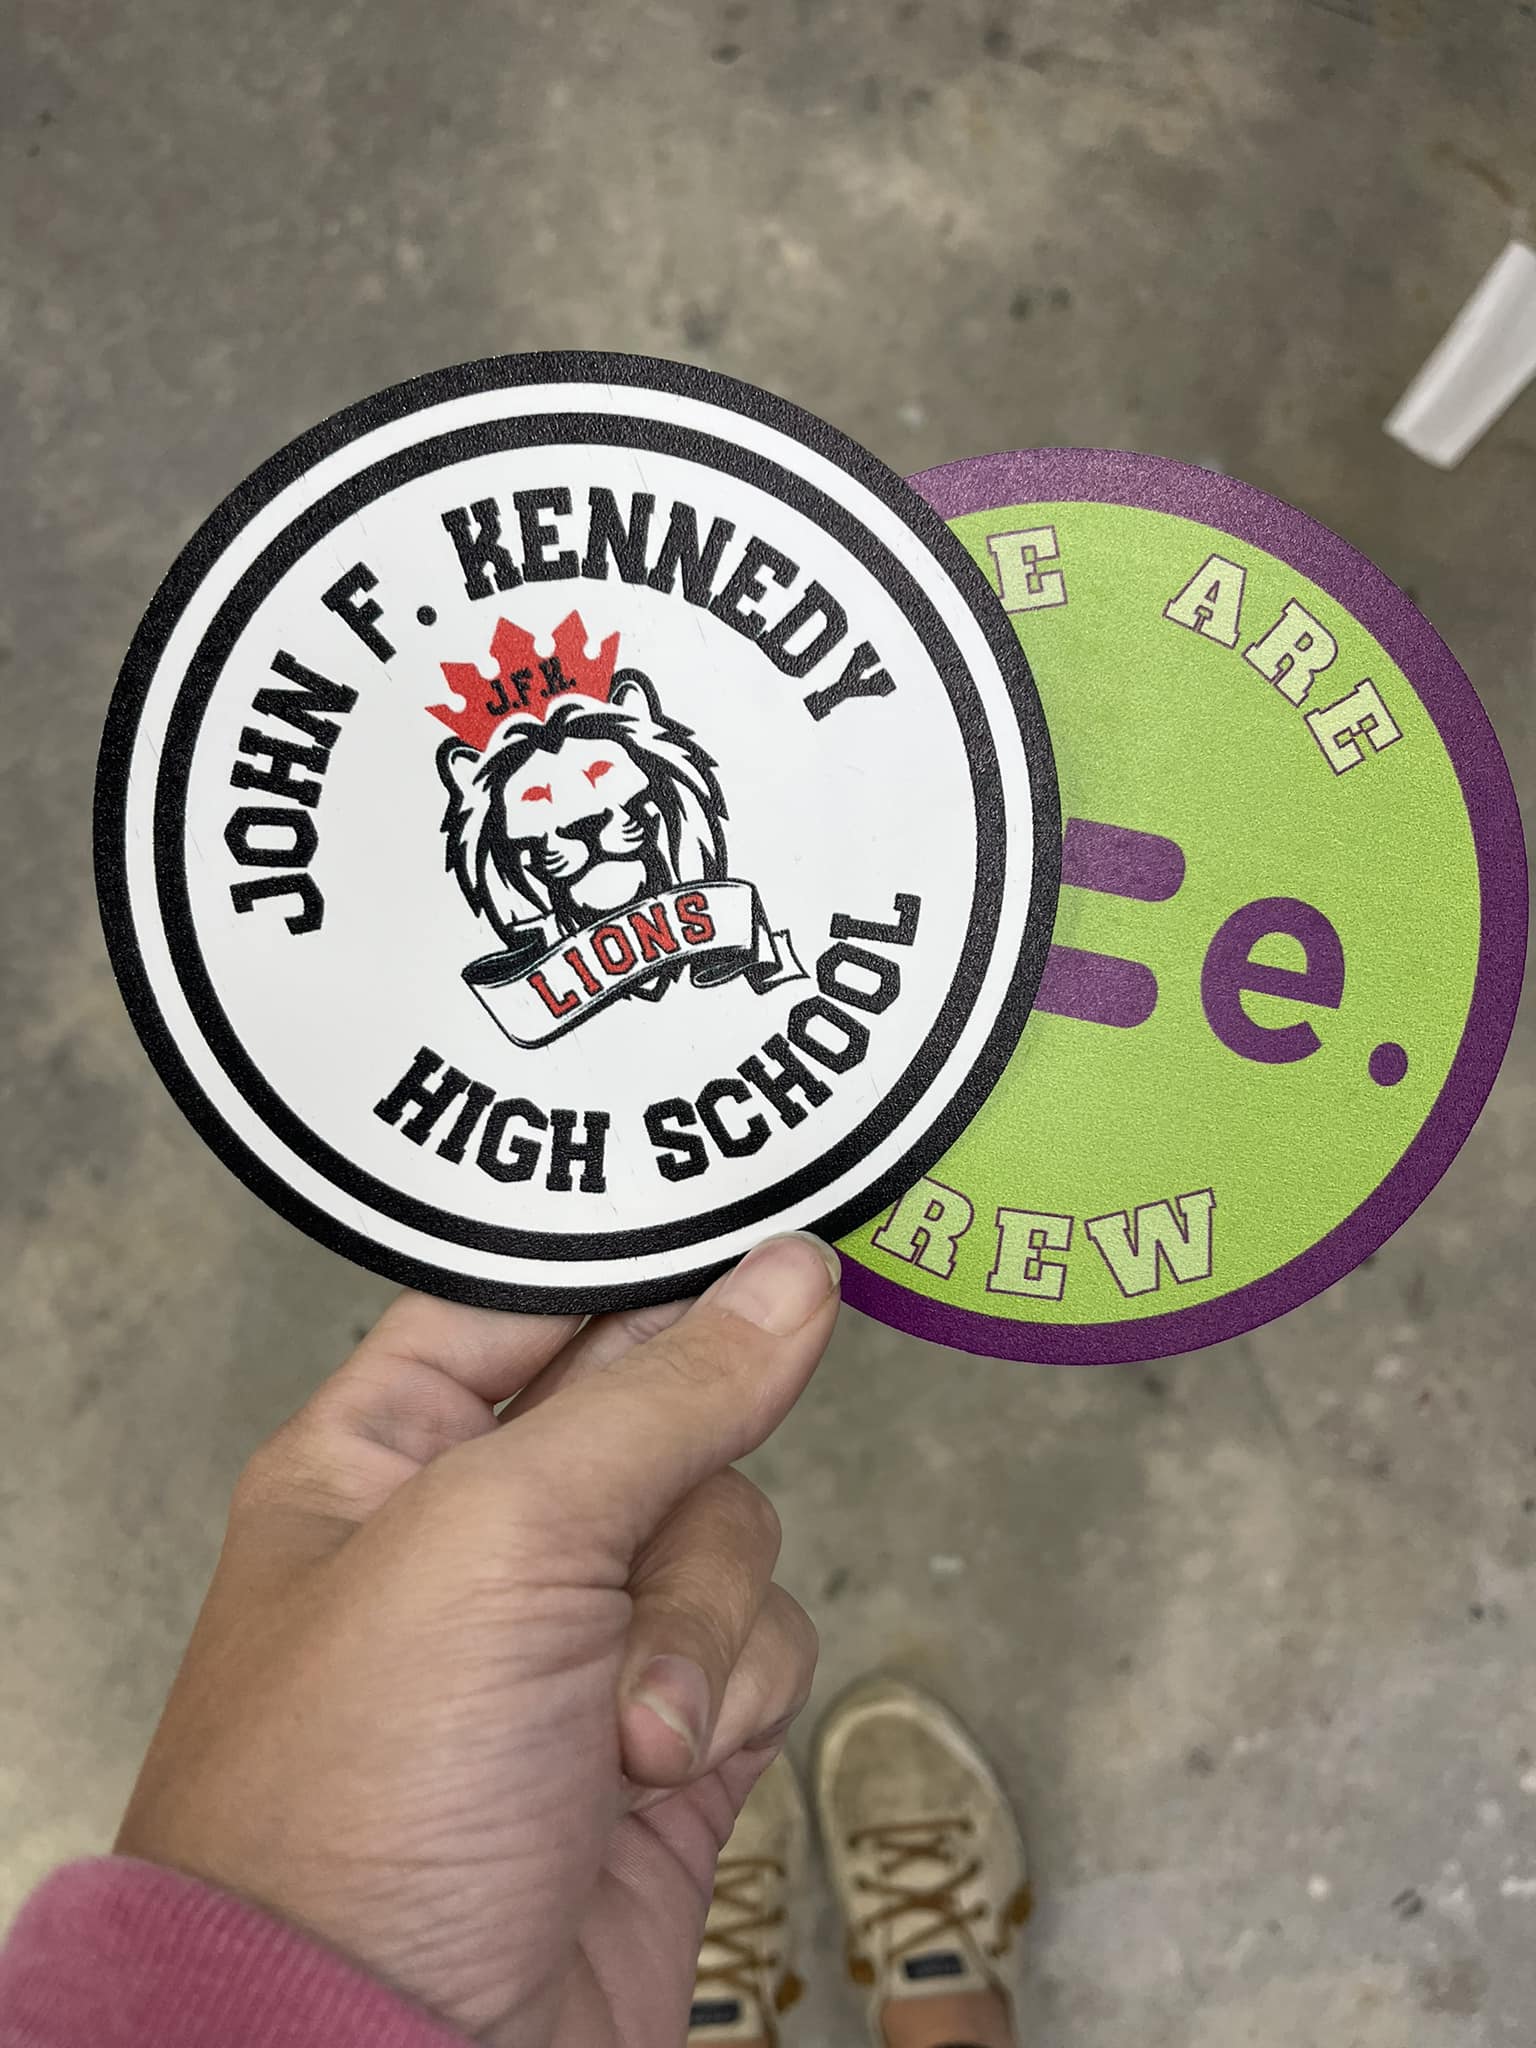 JOHN F. KENNEDY
J.F.K.
LIONS
HIGH SCHOOL
E ARE
e.
REW